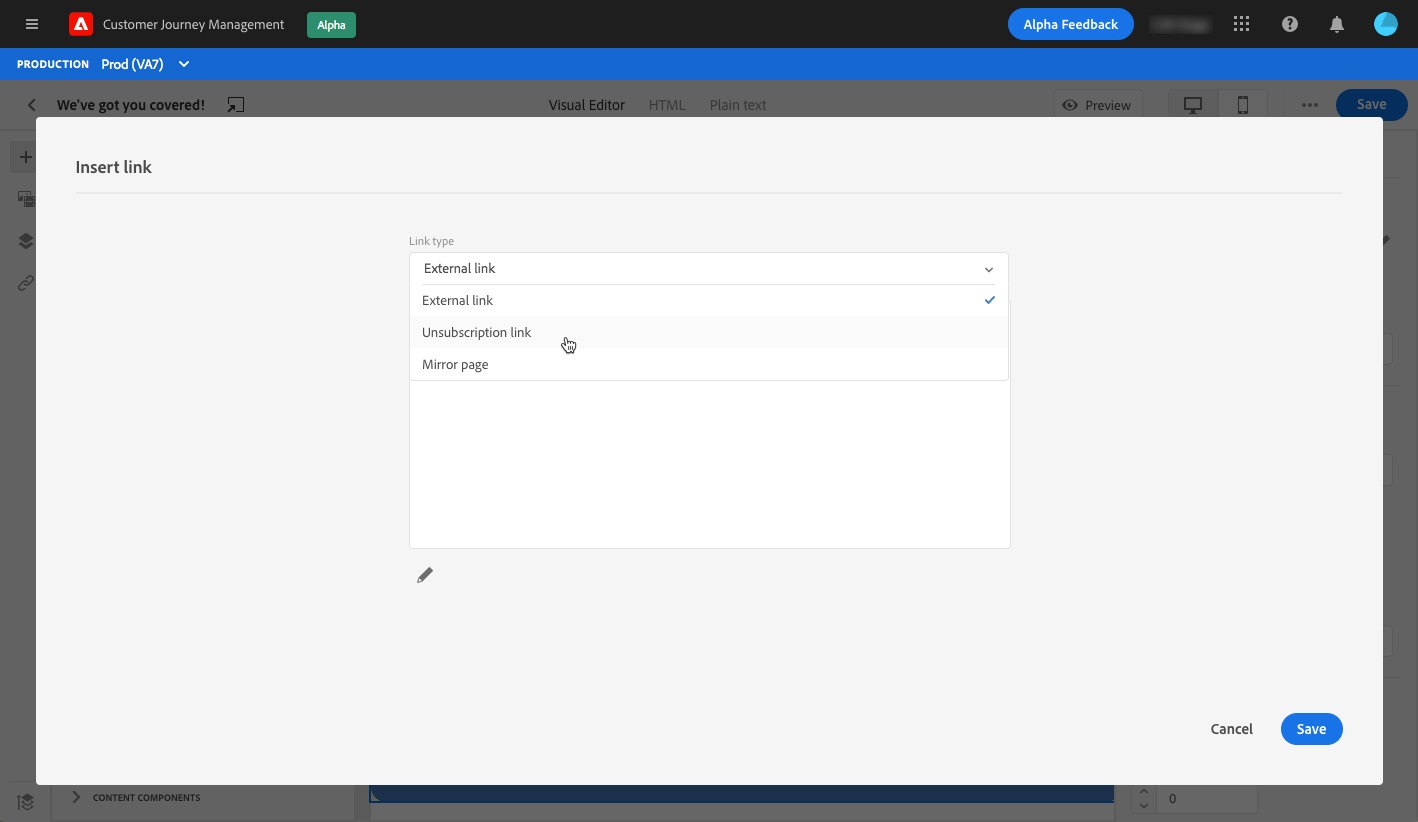 Customer Journey Management
Alpha
Alpha Feedback
PRODUCTION Prod (VA7)
We've got you covered!
Visual Editor
HTML
Plain text
Preview
Save
Insert link
Link type
External link
External link
Unsubscription link
Mirror page
Cancel
Save
CONTENT COMPONENTS
0